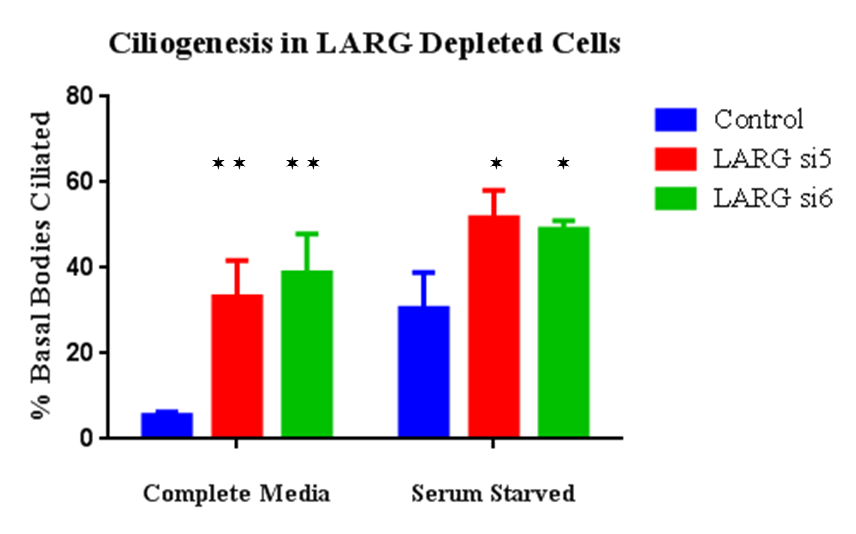 Ciliogenesis in LARG Depleted Cells
% Basal Bodies Ciliated
80
60
40
20
0
** **
* *
Complete Media
Serum Starved
Control
LARG si5
LARG si6